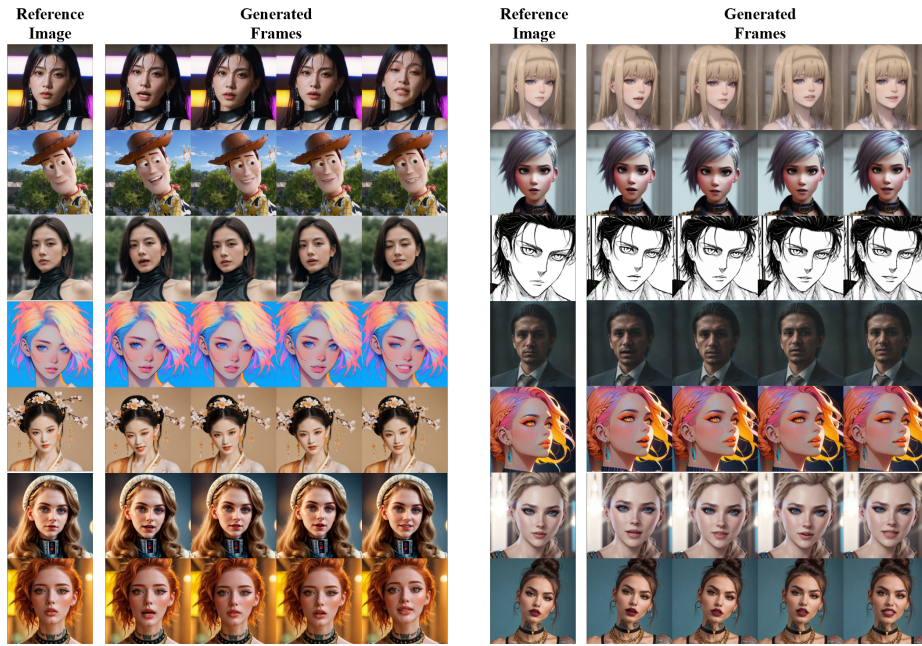 Reference
Image
Generated
Frames
Reference
Image
Generated
Frames